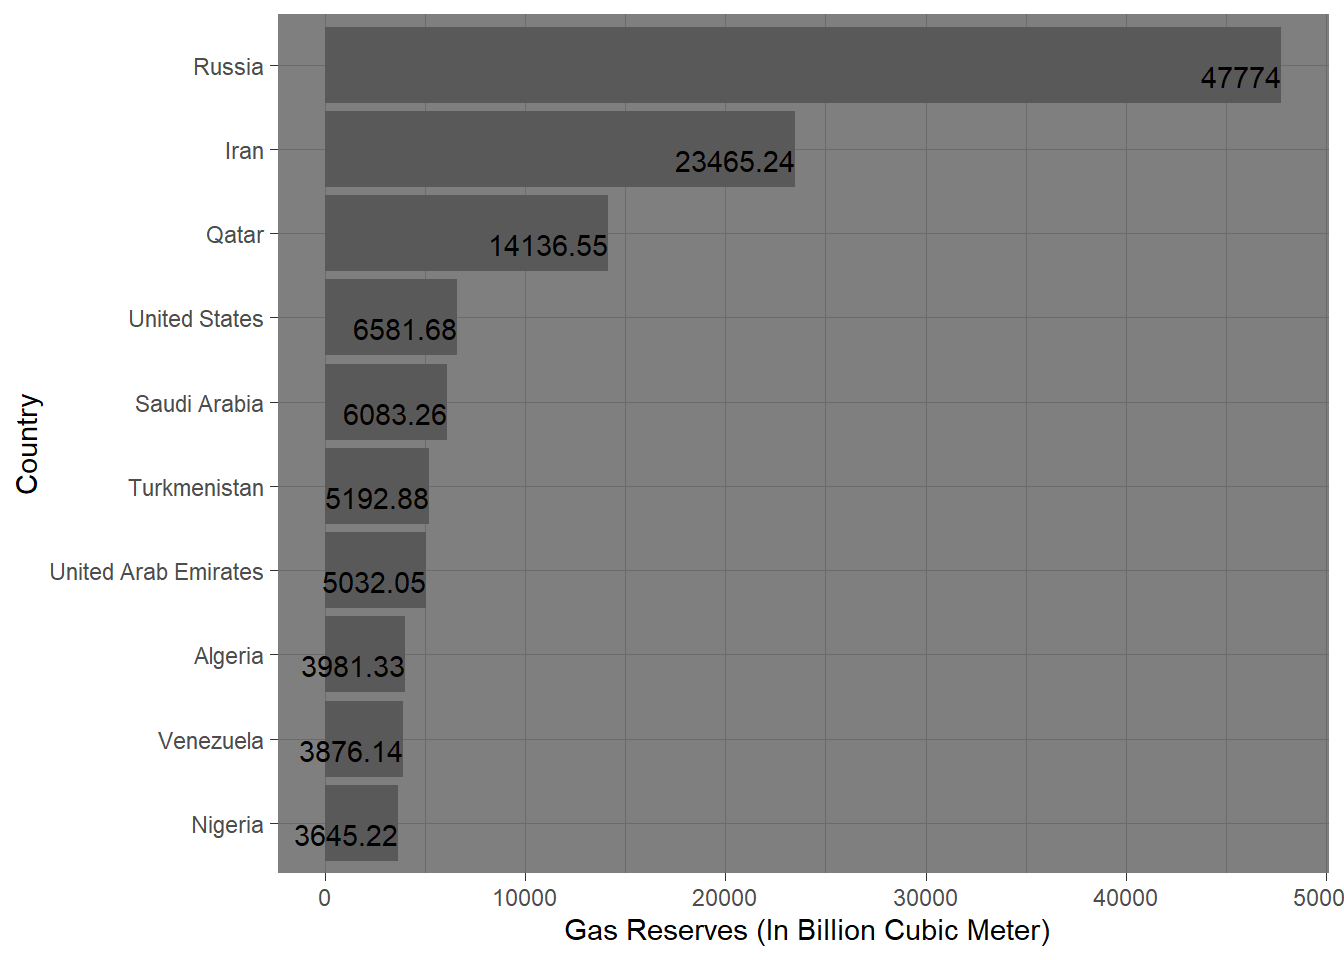 Russia 47774
Iran 23465.24
Qatar 14136.55
United States 6581.68
Saudi Arabia 6083.26
Country
Turkmenistan 5192.88
United Arab Emirates 5032.05
Algeria 3981.33
Venezuela 3876.14
Nigeria 3645.22
0 10000 20000 30000 40000 5000
Gas Reserves (In Billion Cubic Meter)